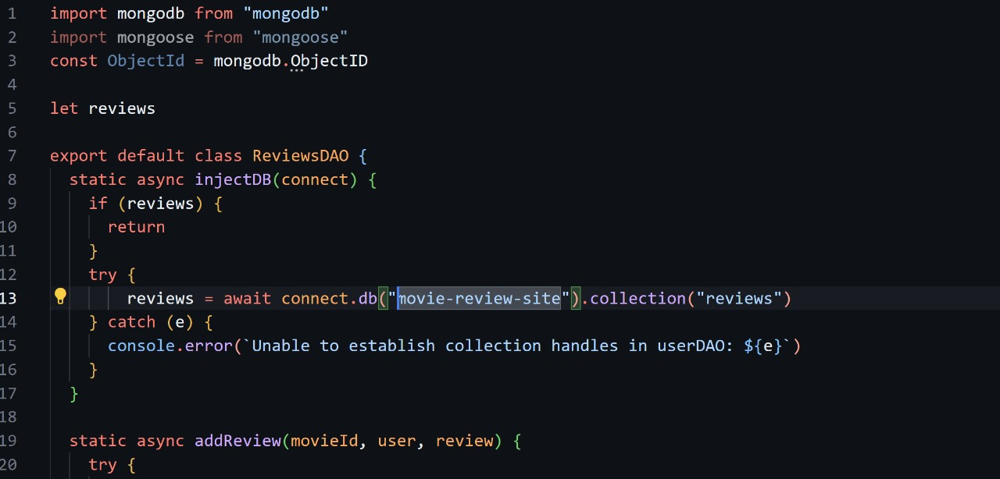 1 import mongodb from "mongodb"
2 import mongoose from "mongoose"
3 const ObjectId = mongodb.ObjectID
4
5 let reviews
6
7 export default class ReviewsDAO {
8 static async injectDB(connect) {
9 if (reviews) {
10 return
11 }
12 try {
13 reviews = await connect.db("movie-review-site").collection("reviews")
14 } catch (e) {
15 console.error(`Unable to establish collection handles in userDAO: ${e}`)
16 }
17 }
18
19 static async addReview(movieId, user, review) {
20 try {